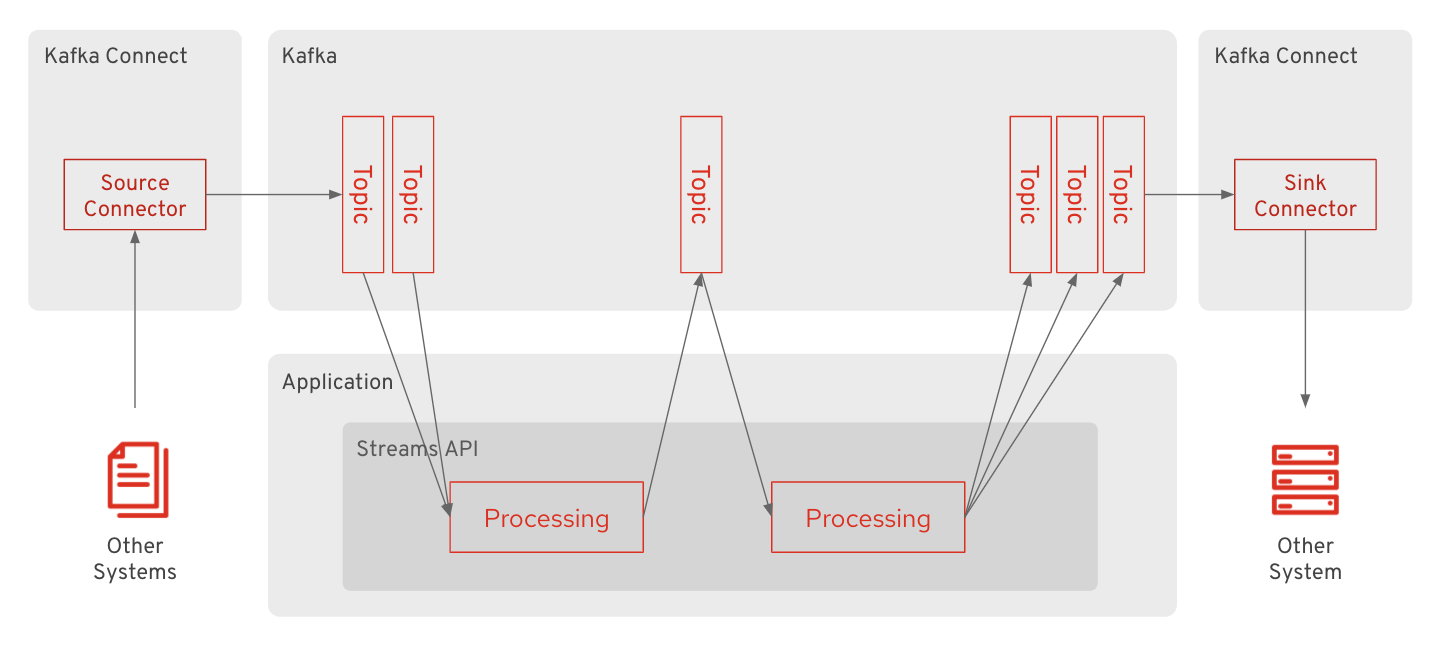 Kafka Connect
Source
Connector
Other
Systems
Kafka
Topic
Topic
Topic
Topic
Topic
Topic
Application
Streams API
Processing
Processing
Kafka Connect
Sink
Connector
Other
System